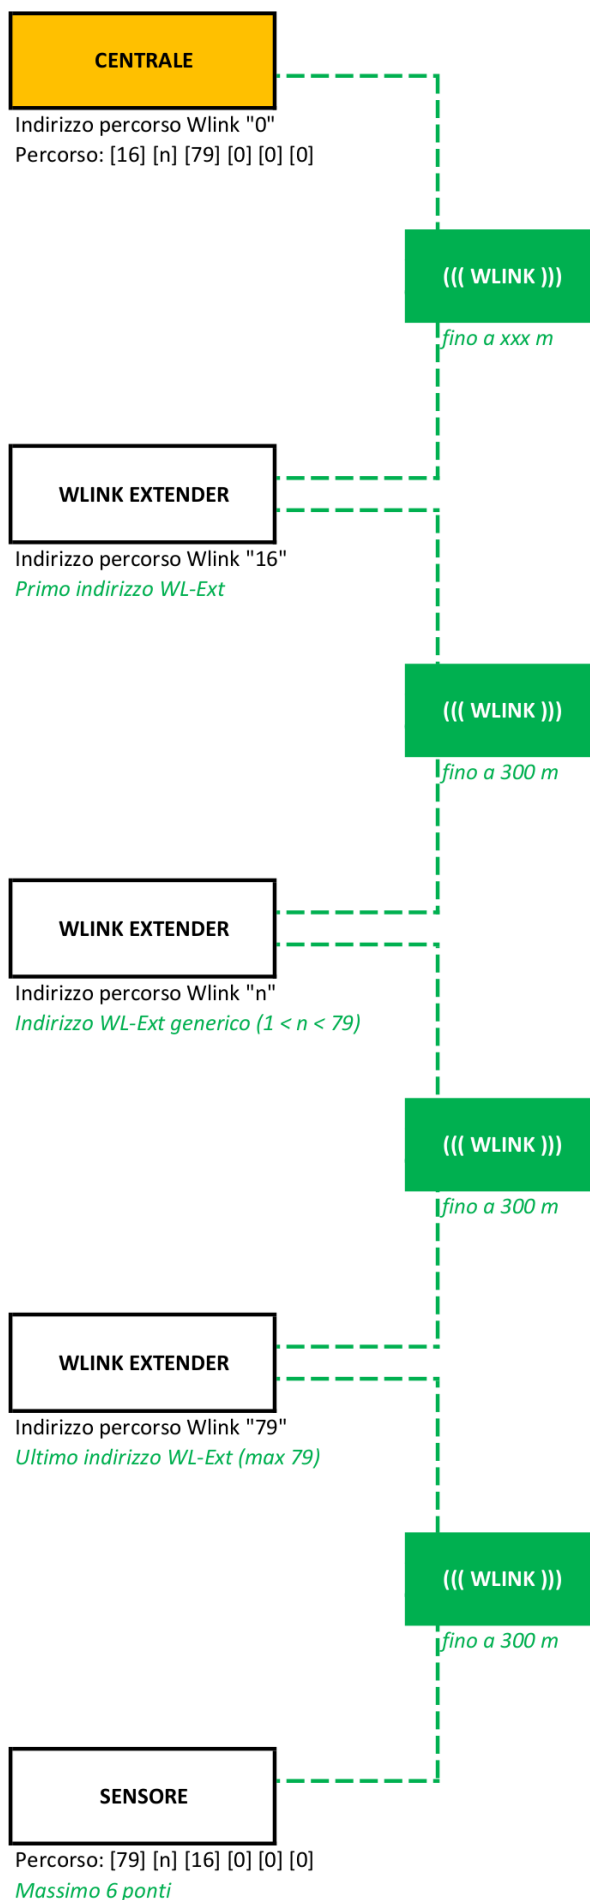 CENTRALE
Indirizzo percorso Wlink "0"
Percorso: [16] [n] [79] [0] [0] [0]
((( WLINK )))
fino a xxx m
WLINK EXTENDER
Indirizzo percorso Wlink "16"
Primo indirizzo WL-Ext
((( WLINK )))
fino a 300 m
WLINK EXTENDER
Indirizzo percorso Wlink "n"
Indirizzo WL-Ext generico (1 < n < 79)
((( WLINK )))
fino a 300 m
WLINK EXTENDER
Indirizzo percorso Wlink "79"
Ultimo indirizzo WL-Ext (max 79)
((( WLINK )))
fino a 300 m
SENSORE
Percorso: [79] [n] [16] [0] [0] [0]
Massimo 6 ponti